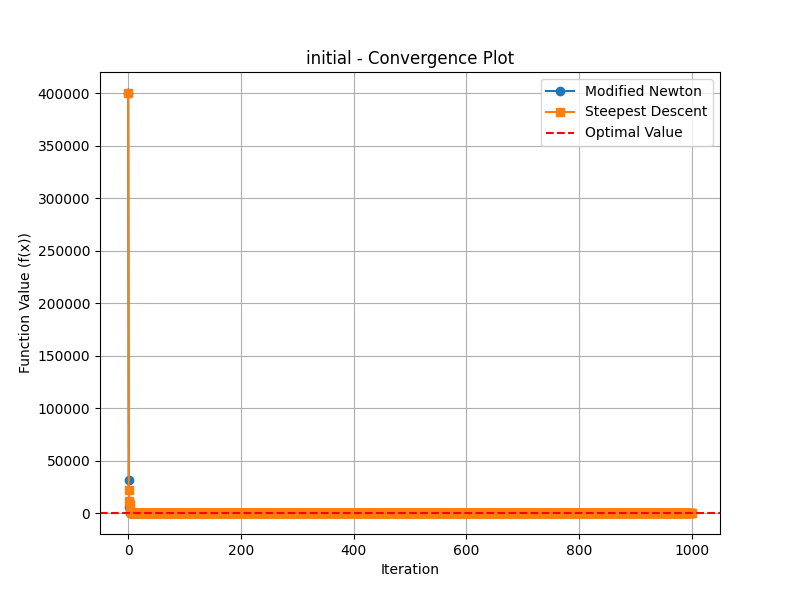 initial - Convergence Plot
Modified Newton
Steepest Descent
Optimal Value
Function Value (f(x))
400000
350000
300000
250000
200000
150000
100000
50000
0
0 200 400 600 800 1000
Iteration